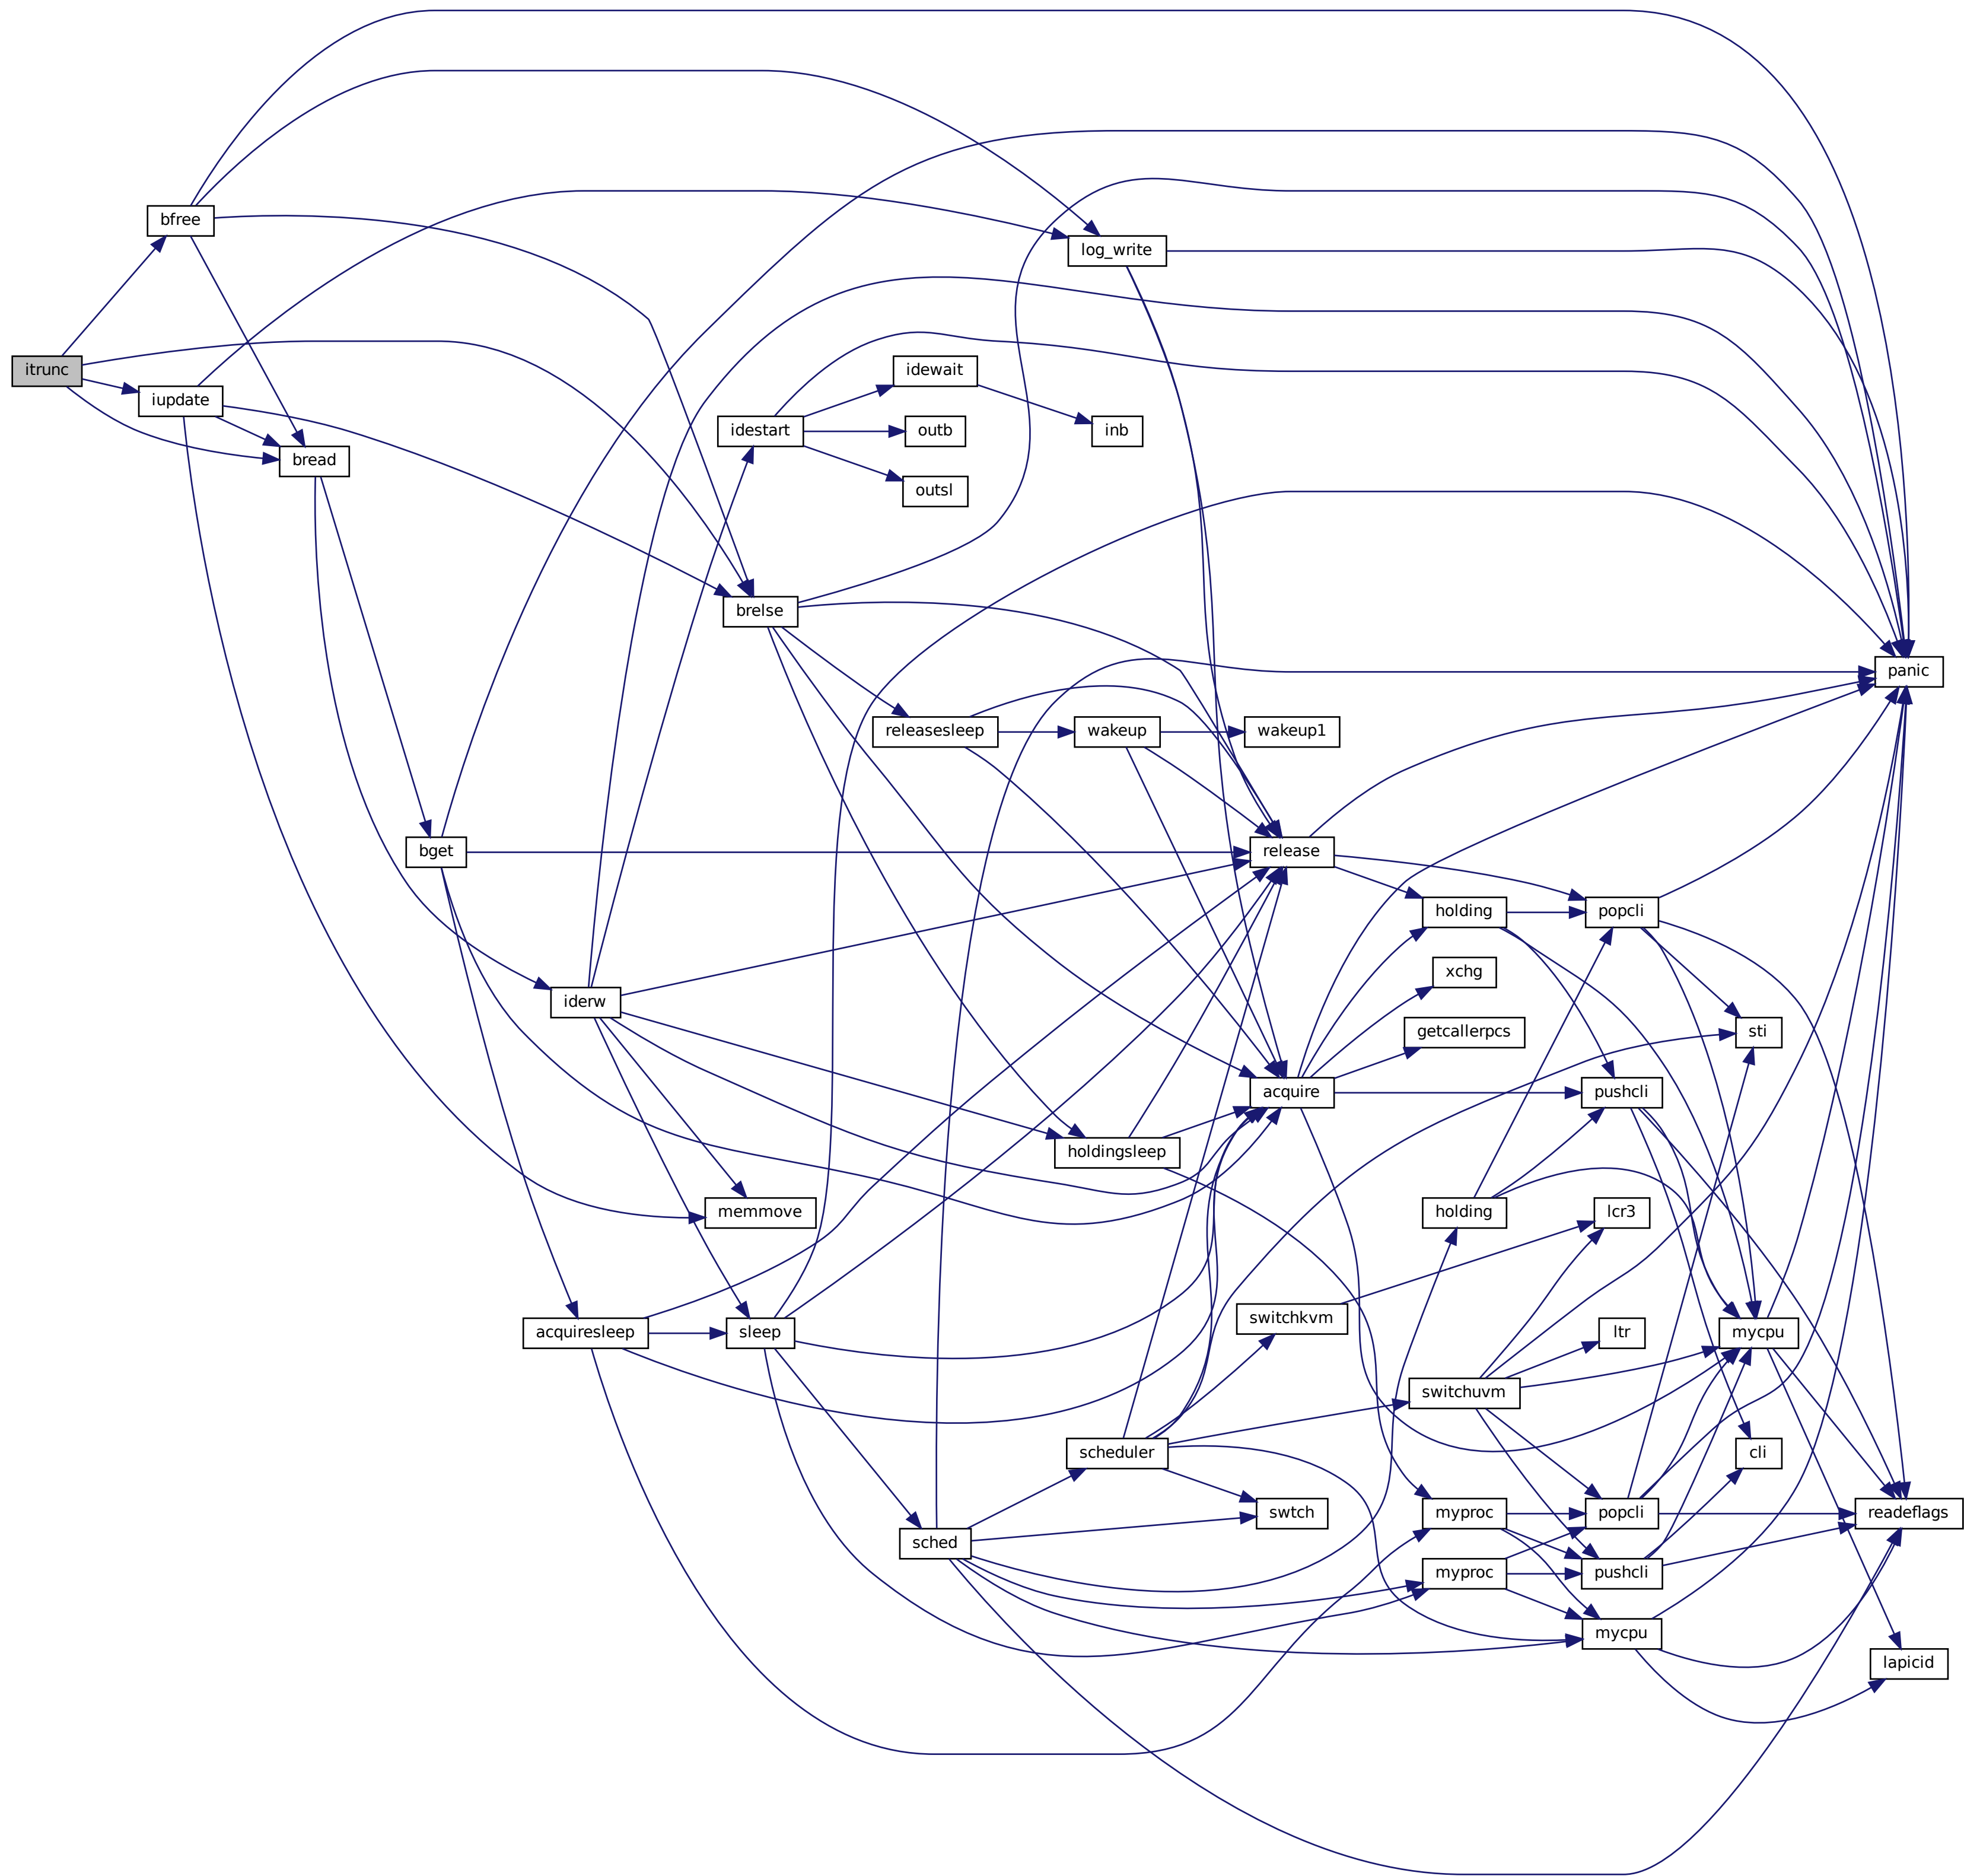 itrunc
bfree
iupdate
bread
bget
iderw
acquiresleep
idestart
brelse
memmove
sleep
idewait
outb
outsl
releasesleep
sched
log_write
inb
wakeup
holdingsleep
scheduler
wakeup1
release
acquire
switchkvm
swtch
holding
xchg
getcallerpcs
holding
switchuvm
myproc
myproc
popcli
pushcli
lcr3
ltr
popcli
pushcli
mycpu
sti
mycpu
cli
panic
readeflags
lapicid